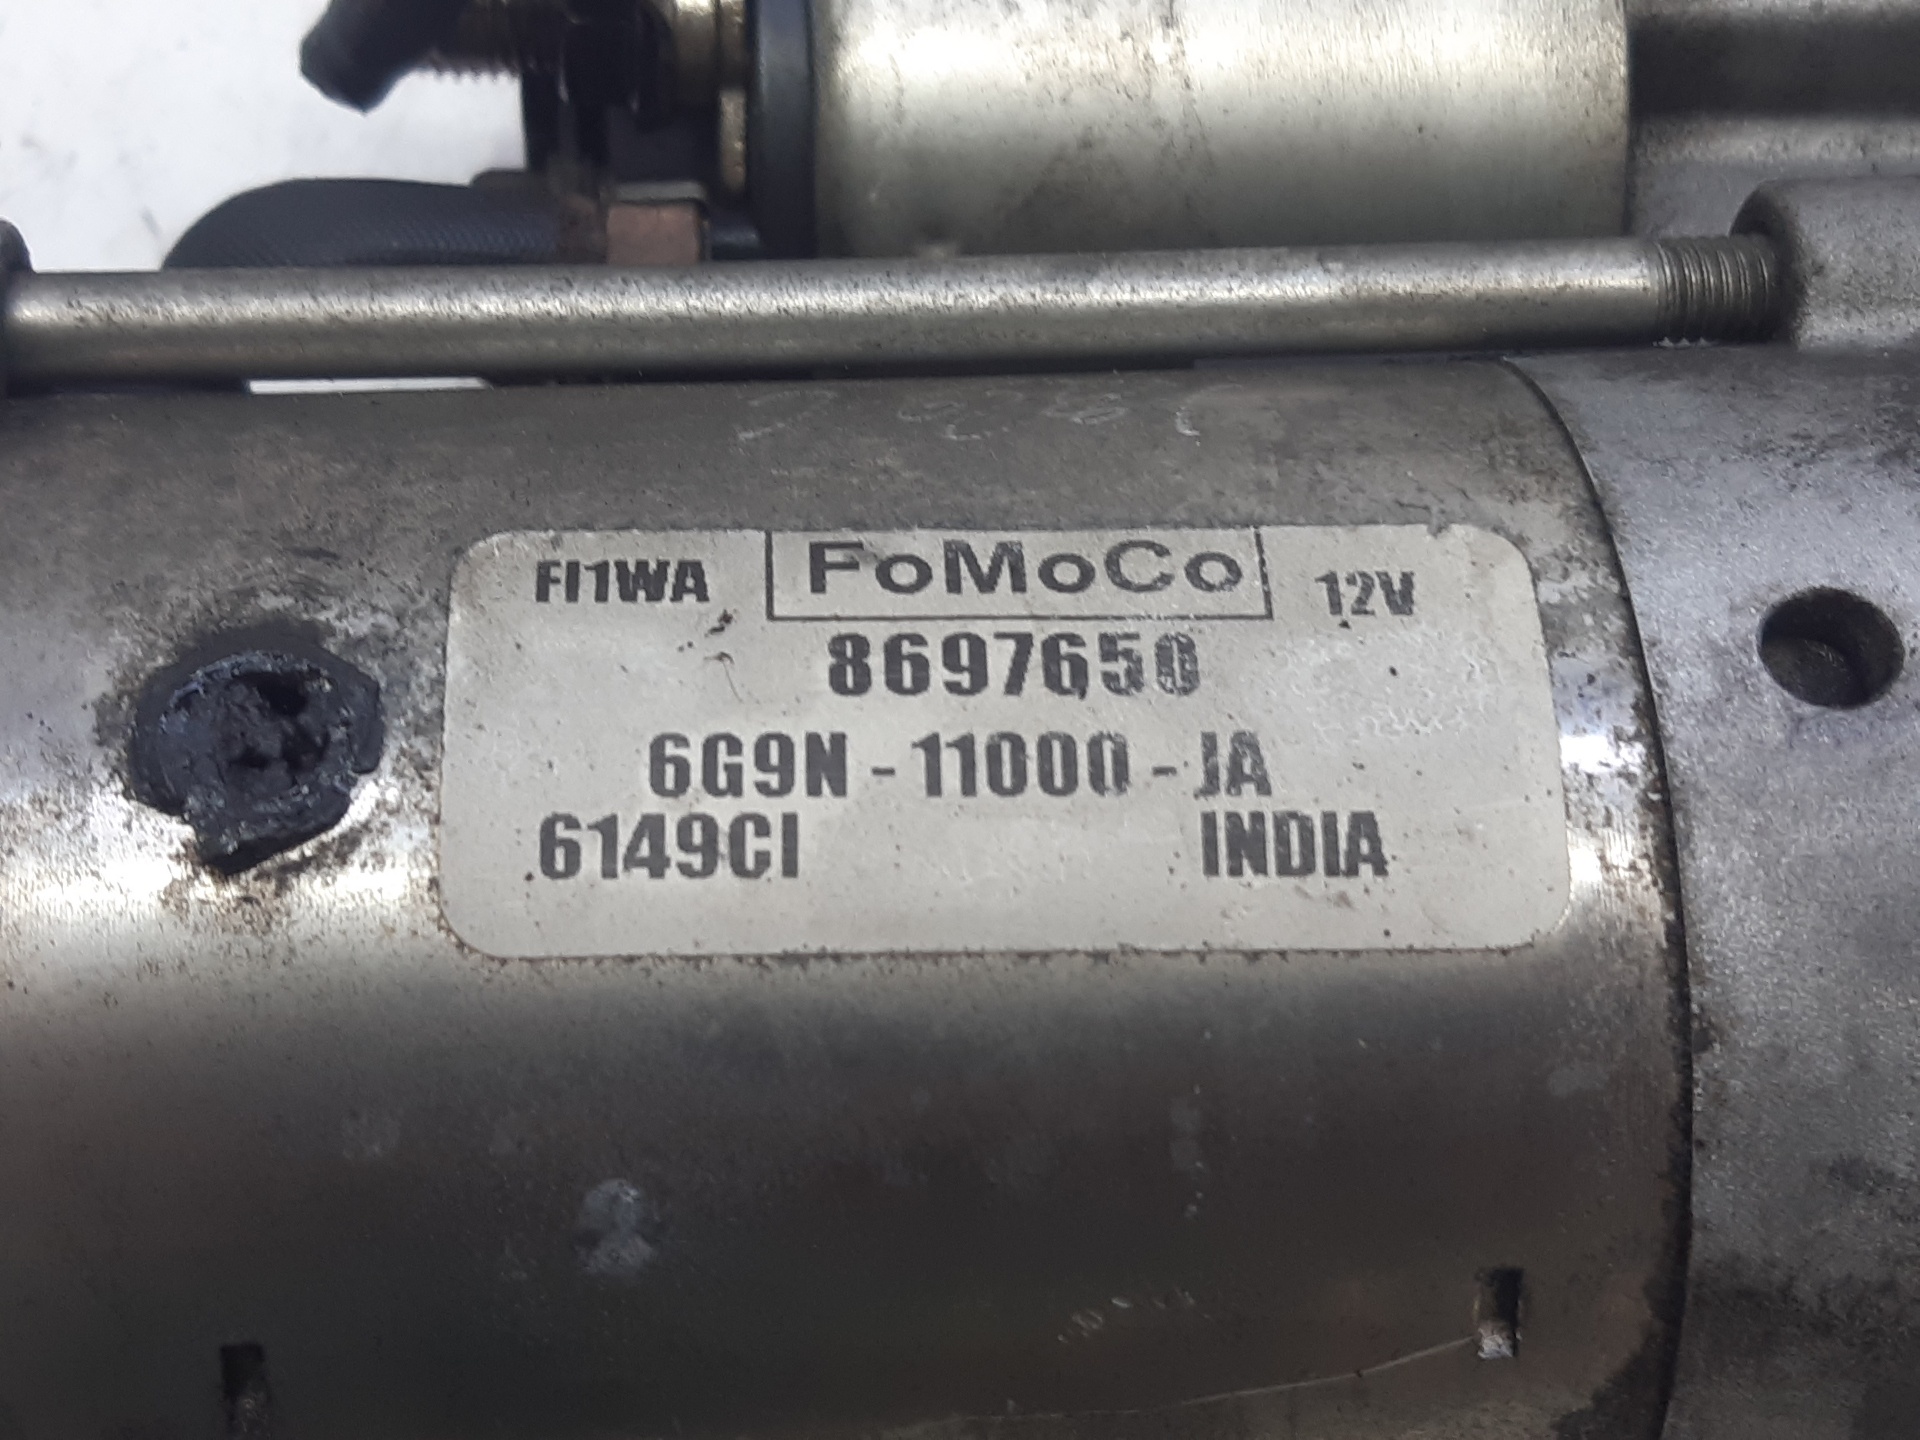 FI1WA FoMoCo 12V
8697650
6G9N-11000-JA
6149CI INDIA